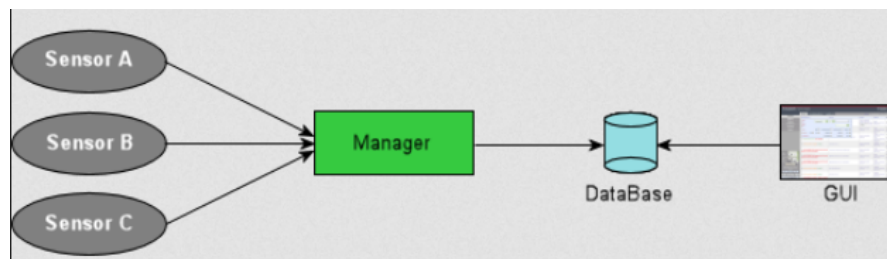 Sensor A
Sensor B
Manager
Sensor C
DataBase
GUI